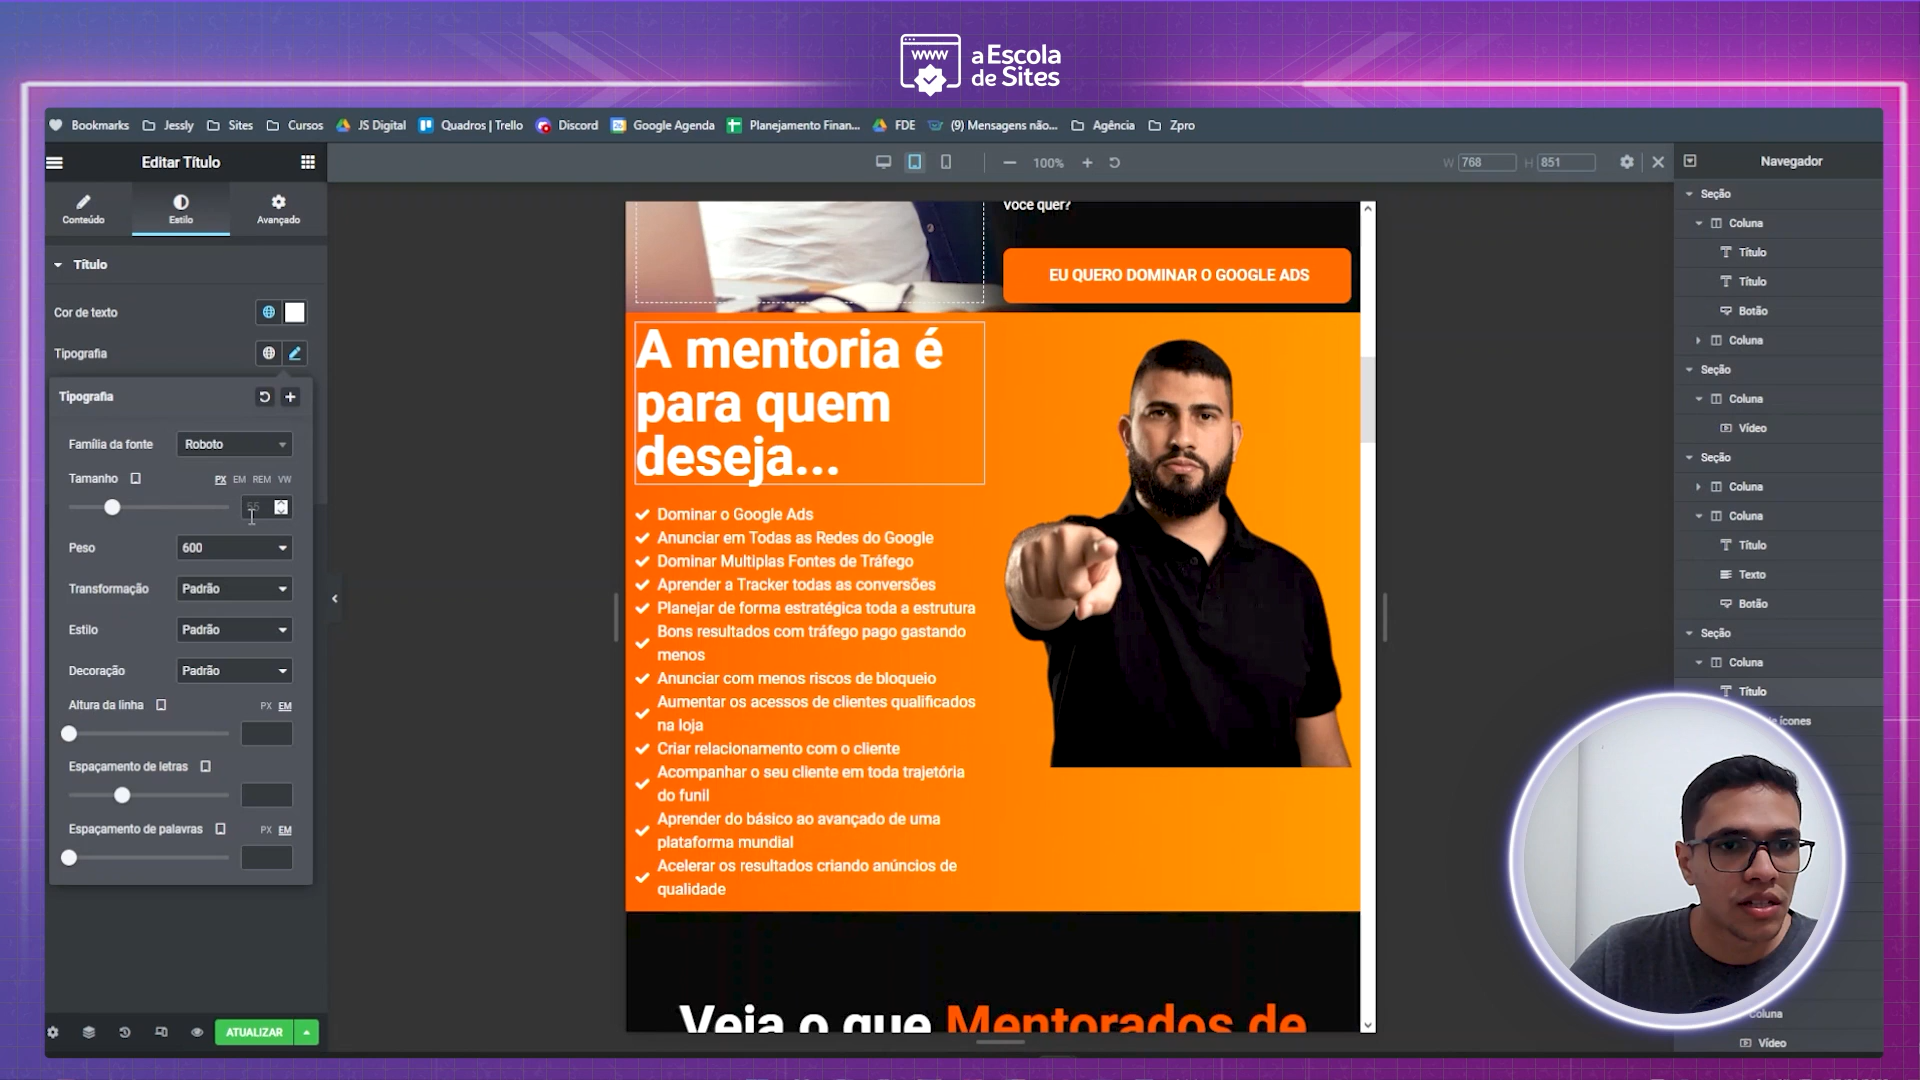 www
a Escola
de Sites
Bookmarks Jessly Sites Cursos JS Digital Quadros | Trello Discord Google Agenda Planejamento Finan... FDE (9) Mensagens não... Agência Zpro
Editar Título
100%
W 768 H 851
Navegador
Conteúdo
Estilo
Avançado
Título
Cor de texto
Tipografia
Tipografia
Família da fonte Roboto
Tamanho PX EM REM VW
55
Peso 600
Transformação Padrão
Estilo Padrão
Decoração Padrão
Altura da linha PX EM
Espaçamento de letras
Espaçamento de palavras PX EM
ATUALIZAR
você quer?
EU QUERO DOMINAR O GOOGLE ADS
A mentoria é
para quem
deseja...
Dominar o Google Ads
Anunciar em Todas as Redes do Google
Dominar Multiplas Fontes de Tráfego
Aprender a Tracker todas as conversões
Planejar de forma estratégica toda a estrutura
Bons resultados com tráfego pago gastando
menos
Anunciar com menos riscos de bloqueio
Aumentar os acessos de clientes qualificados
na loja
Criar relacionamento com o cliente
Acompanhar o seu cliente em toda trajetória
do funil
Aprender do básico ao avançado de uma
plataforma mundial
Acelerar os resultados criando anúncios de
qualidade
Veja o que Mentorados de
Seção
Coluna
Título
Título
Botão
Coluna
Seção
Coluna
Vídeo
Seção
Coluna
Coluna
Título
Texto
Botão
Seção
Coluna
Título
de ícones
Coluna
Vídeo